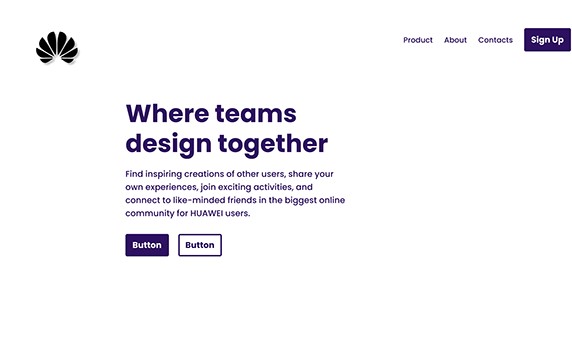 Product About Contacts Sign Up
Where teams
design together
Find inspiring creations of other users, share your
own experiences, join exciting activities, and
connect to like-minded friends in the biggest online
community for HUAWEI users.
Button Button